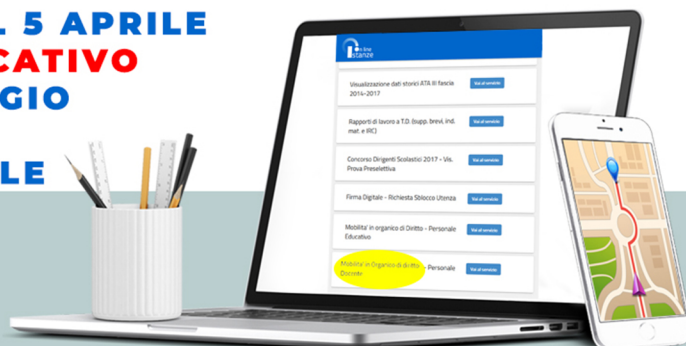 L 5 APRILE
CATIVO
GIO
LE
on line
Istanze
Visualizzazione dati storici ATA III fascia
2014-2017
Vai al servizio
Rapporti di lavoro a T.D. (supp. brevi, ind.
mat. e IRC)
Vai al servizio
Concorso Dirigenti Scolastici 2017 - Vis.
Prova Preselettiva
Vai al servizio
Firma Digitale - Richiesta Sblocco Utenza
Vai al servizio
Mobilita' in organico di Diritto - Personale
Educativo
Vai al servizio
Mobilita' in Organico di diritto - Personale
Docente
Vai al servizio